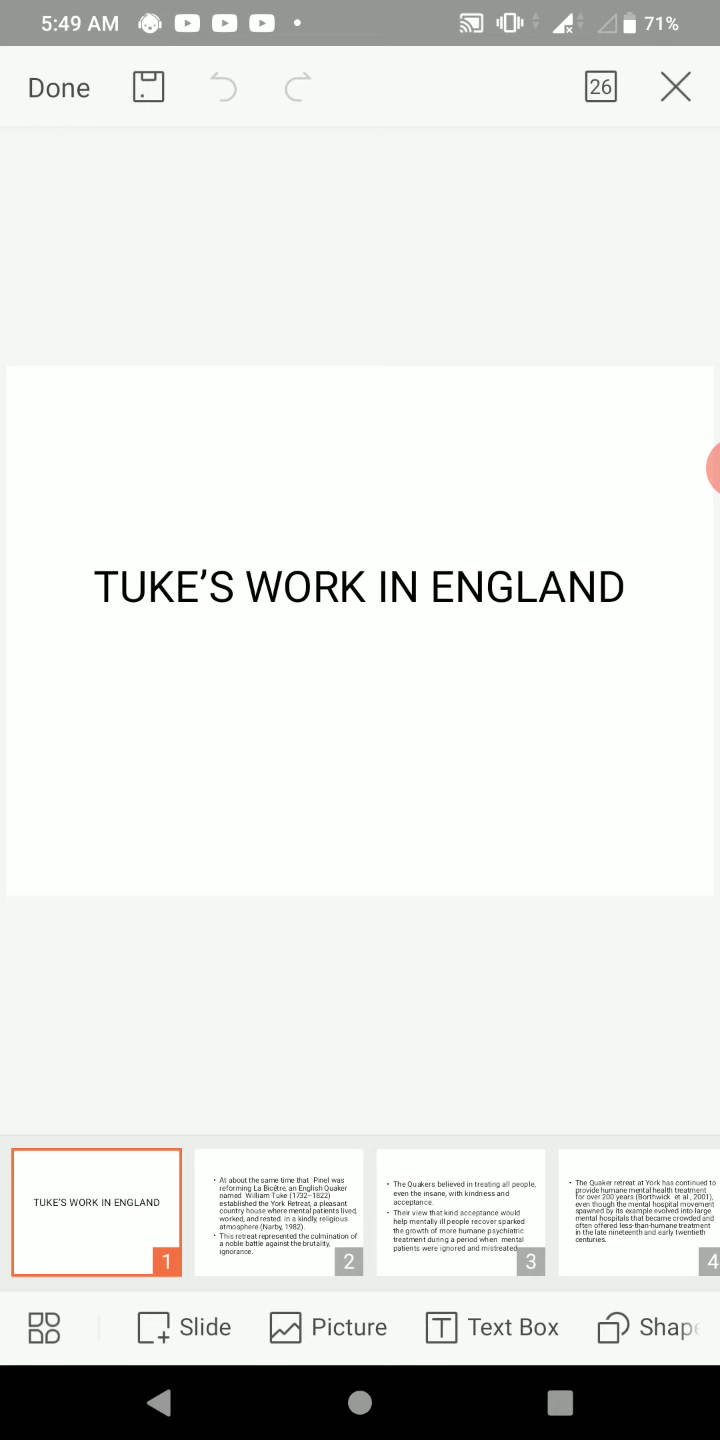 5:49 AM
71%
Done
26
TUKE’S WORK IN ENGLAND
TUKE’S WORK IN ENGLAND
1
• At about the same time that Pinel was
reforming La Bicêtre, an English Quaker
named William Tuke (1732–1822)
established the York Retreat, a pleasant
country house where mental patients lived,
worked, and rested. in a kindly, religious
atmosphere (Narby, 1982).
• This retreat represented the culmination of
a noble battle against the brutality,
ignorance.
2
• The Quakers believed in treating all people,
even the insane, with kindness and
acceptance.
• Their view that kind acceptance would
help mentally ill people recover sparked
the growth of more humane psychiatric
treatment during a period when mental
patients were ignored and mistreated
3
• The Quaker retreat at York has continued to
provide humane mental health treatment
for over 200 years (Borthwick et al., 2001),
even though the mental hospital movement
spawned by its example evolved into large
mental hospitals that became crowded and
often offered less-than-humane treatment
in the late nineteenth and early twentieth
centuries.
4
Slide
Picture
T
Text Box
Shape